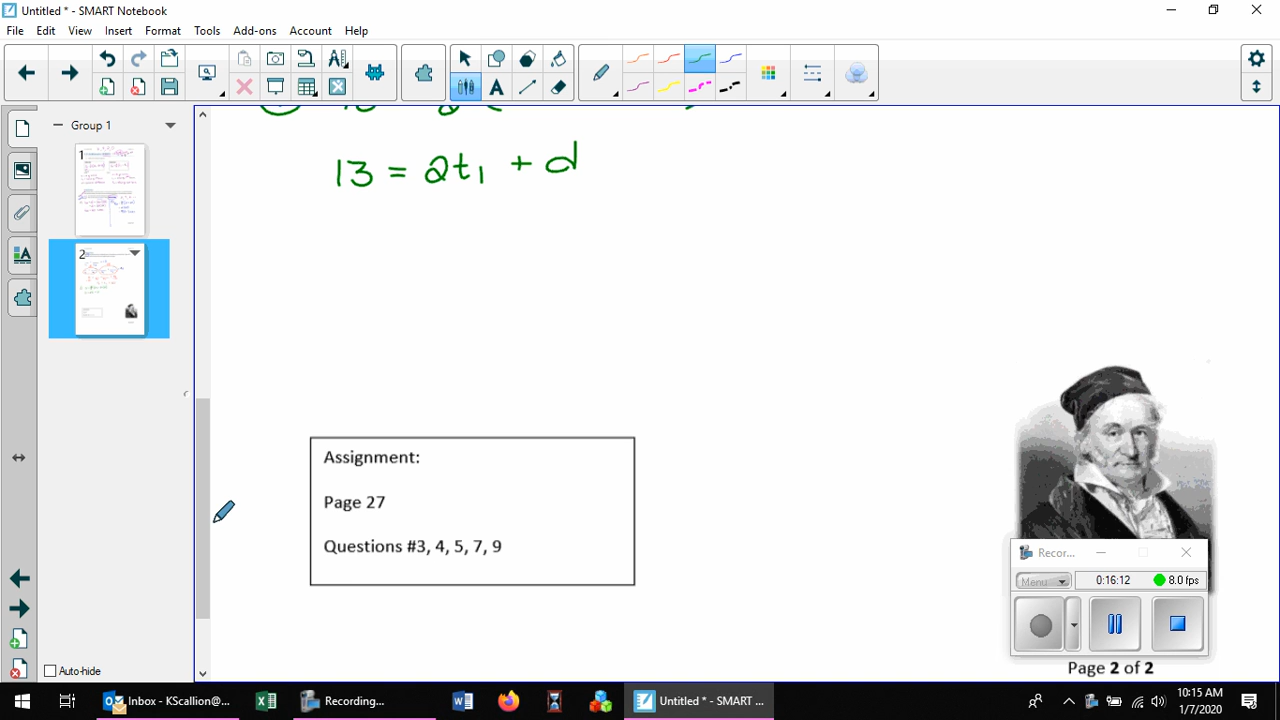 Untitled * - SMART Notebook
File Edit View Insert Format Tools Add-ons Account Help
Group 1
1
2
13 = 2t₁ + d
Assignment:
Page 27
Questions #3, 4, 5, 7, 9
Recor...
Menu
0:16:12
8.0 fps
Page 2 of 2
Auto-hide
Inbox - KScallion@...
Recording...
Untitled * - SMART ...
10:15 AM
1/7/2020